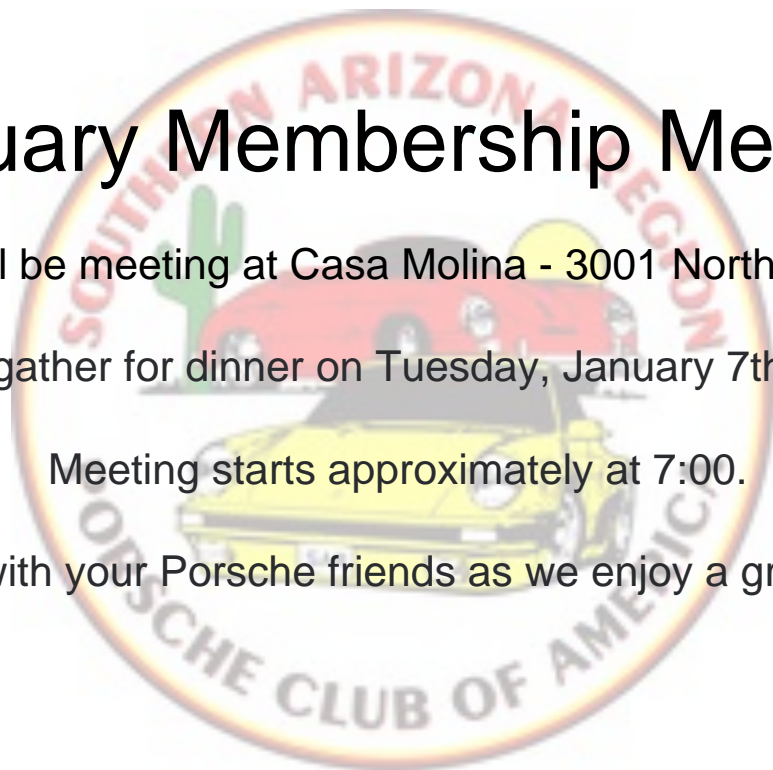 SOUTHERN ARIZONA REGION
uary Membership Me
l be meeting at Casa Molina - 3001 North
gather for dinner on Tuesday, January 7th
Meeting starts approximately at 7:00.
with your Porsche friends as we enjoy a gr
PORSCHE CLUB OF AMERICA